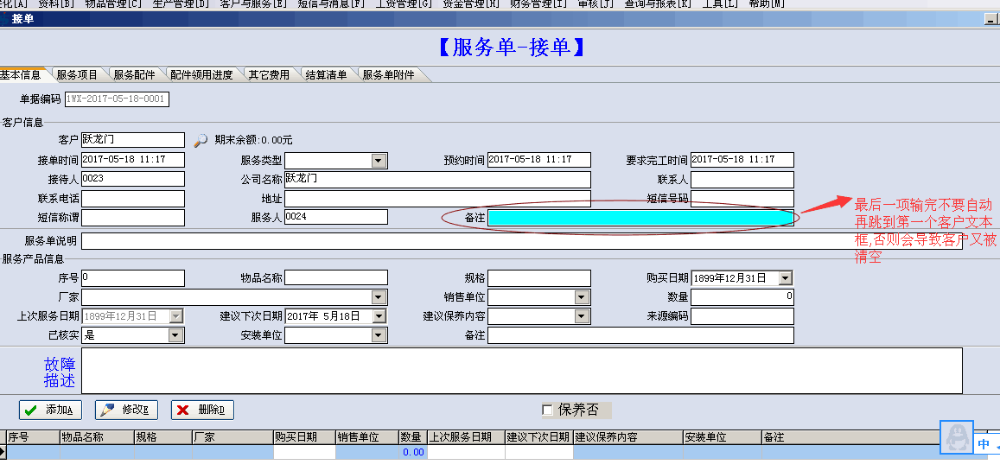 资料[B] 物品管理[C] 生产管理[D] 客户与服务[E] 短信与消息[F] 工资管理[G] 资金管理[H] 财务管理[I] 审核[J] 查询与报表[K] 工具[L] 帮助[M]
接单
【服务单-接单】
基本信息 服务项目 服务配件 配件领用进度 其它费用 结算清单 服务单附件
单据编码 1WX-2017-05-18-0001
客户信息
客户 跃龙门 期末余额:0.00元
接单时间 2017-05-18 11:17 服务类型 预约时间 2017-05-18 11:17 要求完工时间 2017-05-18 11:17
接待人 0023 公司名称 跃龙门 联系人
联系电话 地址 短信号码
短信称谓 服务人 0024 备注
最后一项输完不要自动
再跳到第一个客户文本
框,否则会导致客户又被
清空
服务单说明
服务产品信息
序号 0 物品名称 规格 购买日期 1899年12月31日
厂家 销售单位 数量 0
上次服务日期 1899年12月31日 建议下次日期 2017年 5月18日 建议保养内容 来源编码
已核实 是 安装单位 备注
故障
描述
添加A 修改E 删除D 保养否
序号 物品名称 规格 厂家 购买日期 销售单位 数量 上次服务日期 建议下次日期 建议保养内容 安装单位 备注
0.00
中